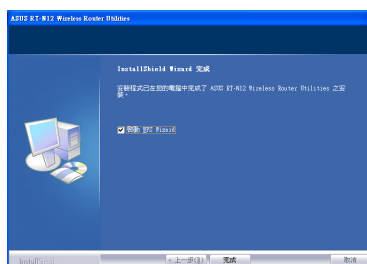 ASUS RT-N12 Wireless Router Utilities
InstallShield Wizard 完成
安裝程式已在您的電腦中完成了 ASUS RT-N12 Wireless Router Utilities 之安
裝。
啟動 WPS Wizard
InstallShield
< 上一步(B)
完成
取消